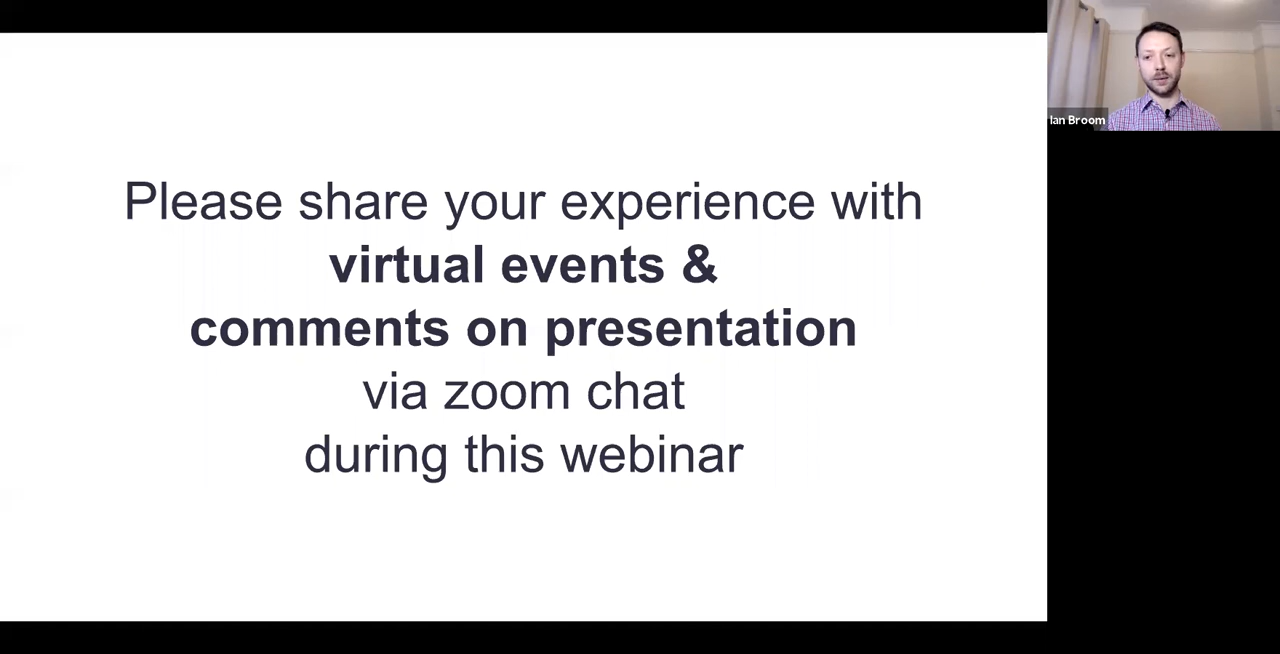 Please share your experience with
virtual events &
comments on presentation
via zoom chat
during this webinar
Ian Broom